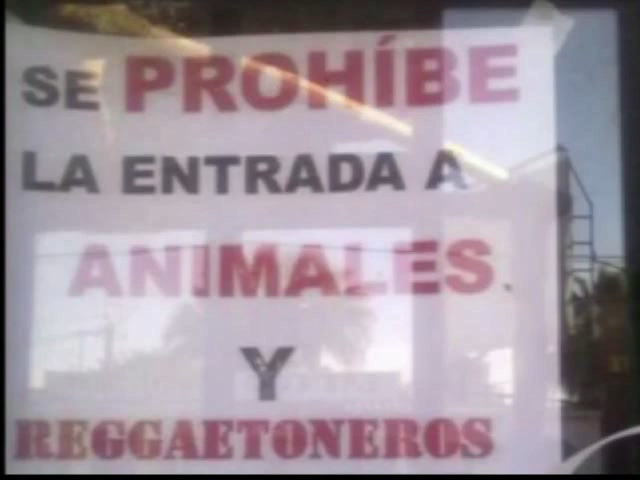 SE PROHÍBE
LA ENTRADA A
ANIMALES
Y
REGGAETONEROS